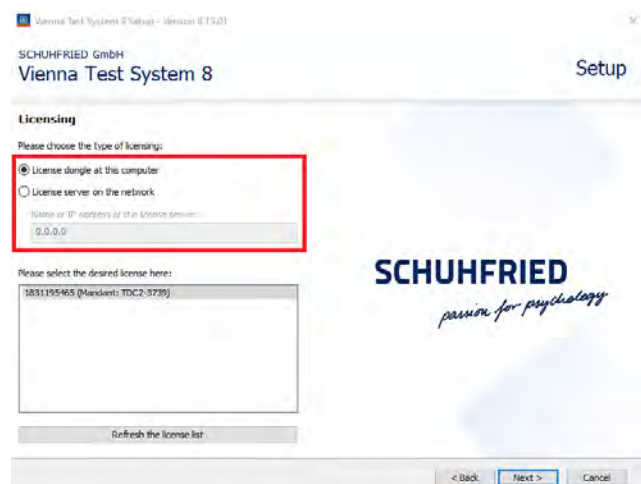 Vienna Test System 8 Setup - Version 8.15.01
SCHUHFRIED GmbH
Vienna Test System 8
Setup
Licensing
Please choose the type of licensing:
License dongle at this computer
License server on the network
Name or IP address or the license server:
0.0.0.0
Please select the desired license here:
1831195465 (Mandant: TDC2-3739)
Refresh the license list
SCHUHFRIED
passion for psychology
< Back
Next >
Cancel